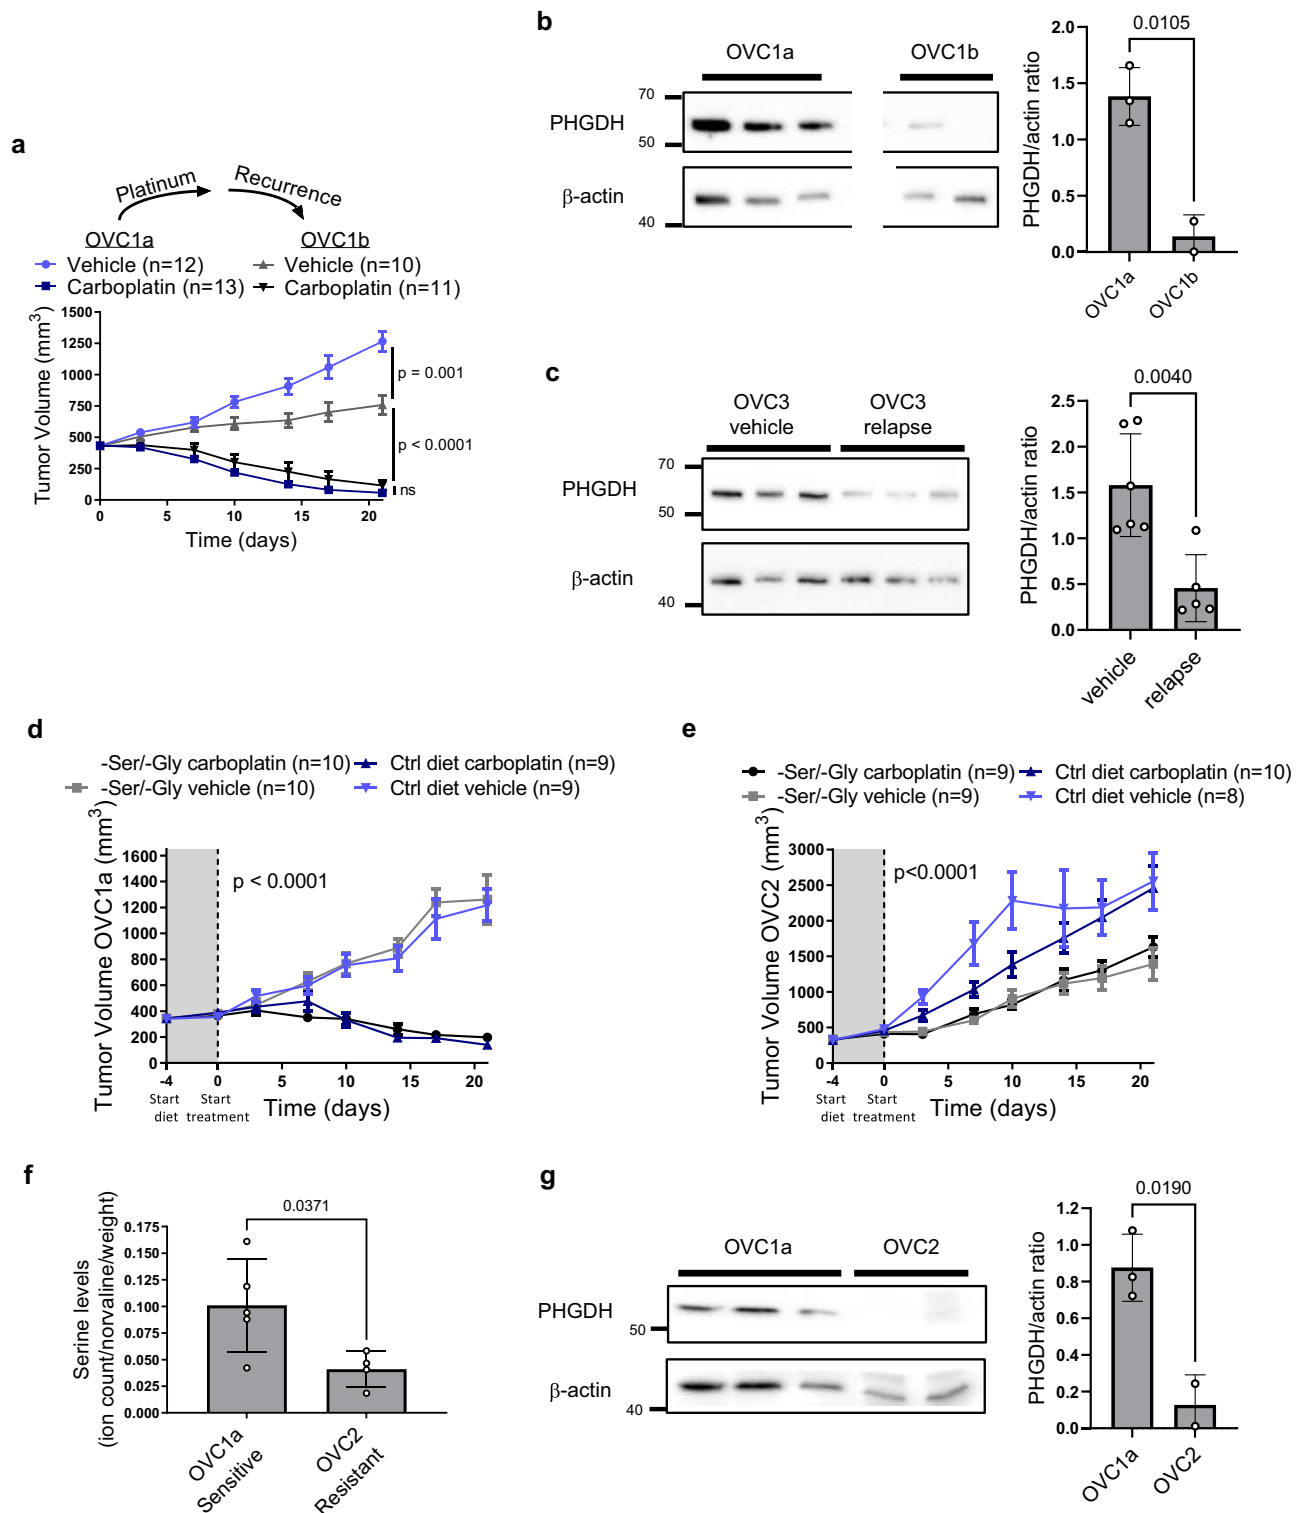 a
Platinum
Recurrence
OVC1a
OVC1b
Vehicle (n=12)
Vehicle (n=10)
Carboplatin (n=13)
Carboplatin (n=11)
Tumor Volume (mm³)
1500
1250
1000
750
500
250
0
0 5 10 15 20
Time (days)
p = 0.001
p < 0.0001
ns
b
OVC1a
OVC1b
PHGDH
70
50
β-actin
40
PHGDH/actin ratio
2.0
1.5
1.0
0.5
0.0
0.0105
OVC1a
OVC1b
c
OVC3
vehicle
OVC3
relapse
PHGDH
70
50
β-actin
40
PHGDH/actin ratio
2.5
2.0
1.5
1.0
0.5
0.0
0.0040
vehicle
relapse
d
-Ser/-Gly carboplatin (n=10)
Ctrl diet carboplatin (n=9)
-Ser/-Gly vehicle (n=10)
Ctrl diet vehicle (n=9)
Tumor Volume OVC1a (mm³)
1600
1400
1200
1000
800
600
400
200
0
p < 0.0001
-4 0 5 10 15 20
Start
diet
Start
treatment
Time (days)
e
-Ser/-Gly carboplatin (n=9)
Ctrl diet carboplatin (n=10)
-Ser/-Gly vehicle (n=9)
Ctrl diet vehicle (n=8)
Tumor Volume OVC2 (mm³)
3000
2500
2000
1500
1000
500
0
p<0.0001
-4 0 5 10 15 20
Start
diet
Start
treatment
Time (days)
f
Serine levels
(ion count/norvaline/weight)
0.175
0.150
0.125
0.100
0.075
0.050
0.025
0.000
0.0371
OVC1a
Sensitive
OVC2
Resistant
g
OVC1a
OVC2
PHGDH
50
β-actin
40
PHGDH/actin ratio
1.2
1.0
0.8
0.6
0.4
0.2
0.0
0.0190
OVC1a
OVC2